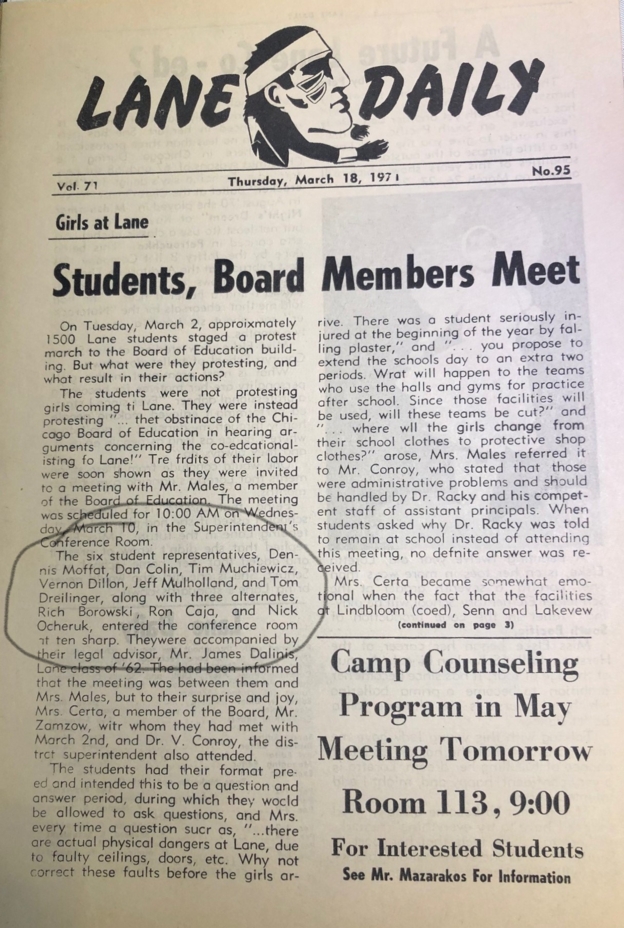 LANE DAILY
Vol. 71 Thursday, March 18, 1971 No.95
Girls at Lane
Students, Board Members Meet
On Tuesday, March 2, approixmately
1500 Lane students staged a protest
march to the Board of Education build-
ing. But what were they protesting, and
what result in their actions?
The students were not protesting
girls coming ti Lane. They were instead
protesting "... thet obstinace of the Chi-
cago Board of Education in hearing ar-
guments concerning the co-edcational-
isting fo Lane!" Tre frdits of their labor
were soon shown as they were invited
to a meeting with Mr. Males, a member
of the Board of Education. The meeting
was scheduled for 10:00 AM on Wednes-
day, March 10, in the Superintendent's
Conference Room.
The six student representatives, Den-
nis Moffat, Dan Colin, Tim Muchiewicz,
Vernon Dillon, Jeff Mulholland, and Tom
Dreilinger, along with three alternates,
Rich Borowski, Ron Caja, and Nick
Ocheruk, entered the conference room
at ten sharp. Theywere accompanied by
their legal advisor, Mr. James Dalinis,
Lane class of '62. The had been informed
that the meeting was between them and
Mrs. Males, but to their surprise and joy,
Mrs. Certa, a member of the Board, Mr.
Zamzow, witr whom they had met with
March 2nd, and Dr. V. Conroy, the dis-
trct superintendent also attended.
The students had their format pre-
ed and intended this to be a question and
answer period, during which they would
be allowed to ask questions, and Mrs.
every time a question sucr as, "...there
are actual physical dangers at Lane, due
to faulty ceilings, doors, etc. Why not
correct these faults before the girls ar-
rive. There was a student seriously in-
jured at the beginning of the year by fal-
ling plaster," and "... you propose to
extend the schools day to an extra two
periods. Wrat will happen to the teams
who use the halls and gyms for practice
after school. Since those facilities will
be used, will these teams be cut?" and
"... where wll the girls change from
their school clothes to protective shop
clothes?" arose, Mrs. Males referred it
to Mr. Conroy, who stated that those
were administrative problems and should
be handled by Dr. Racky and his compet-
ent staff of assistant principals. When
students asked why Dr. Racky was told
to remain at school instead of attending
this meeting, no defnite answer was re-
ceived.
Mrs. Certa became somewhat emo-
tional when the fact that the facilities
at Lindbloom (coed), Senn and Lakevew
(continued on page 3)
Camp Counseling
Program in May
Meeting Tomorrow
Room 113, 9:00
For Interested Students
See Mr. Mazarakos For Information